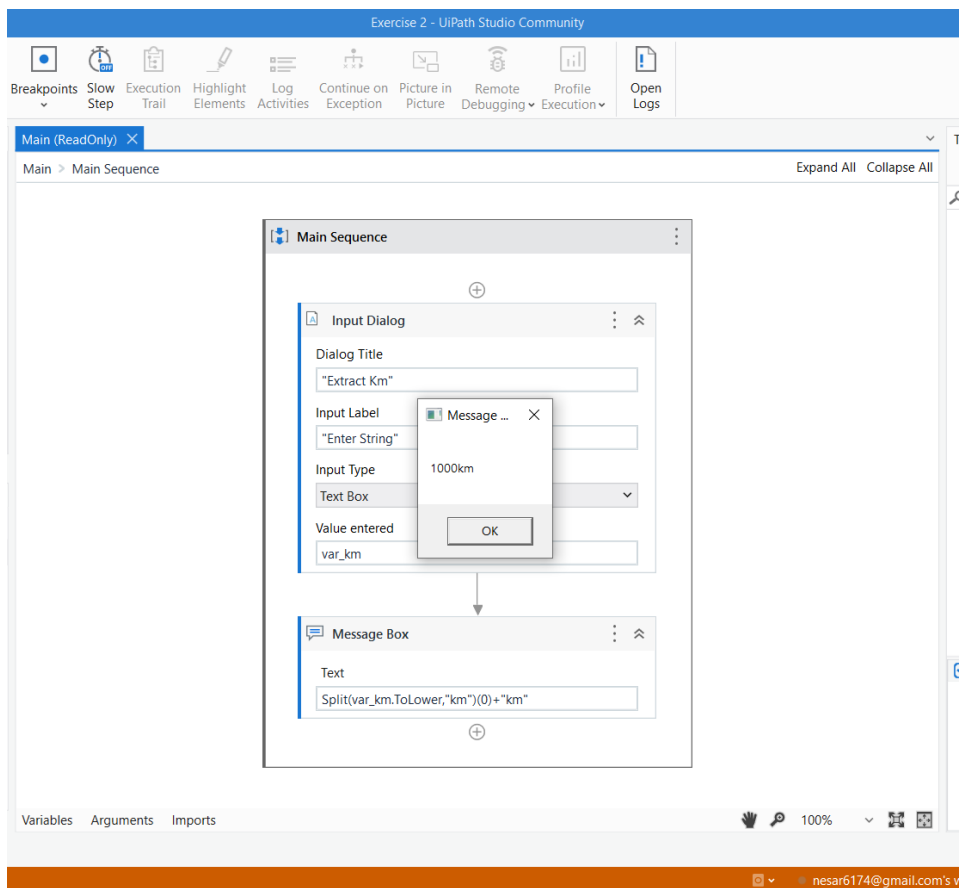 Exercise 2 - UiPath Studio Community
Breakpoints
Slow Step
OFF
Execution Trail
Highlight Elements
Log Activities
Continue on Exception
Picture in Picture
Remote Debugging
Profile Execution
Open Logs
Main (ReadOnly)
Main > Main Sequence
Expand All Collapse All
Main Sequence
Input Dialog
Dialog Title
"Extract Km"
Input Label
"Enter String"
Input Type
Text Box
Value entered
var_km
Message ...
1000km
OK
Message Box
Text
Split(var_km.ToLower,"km")(0)+"km"
Variables Arguments Imports
100%
nesar6174@gmail.com's